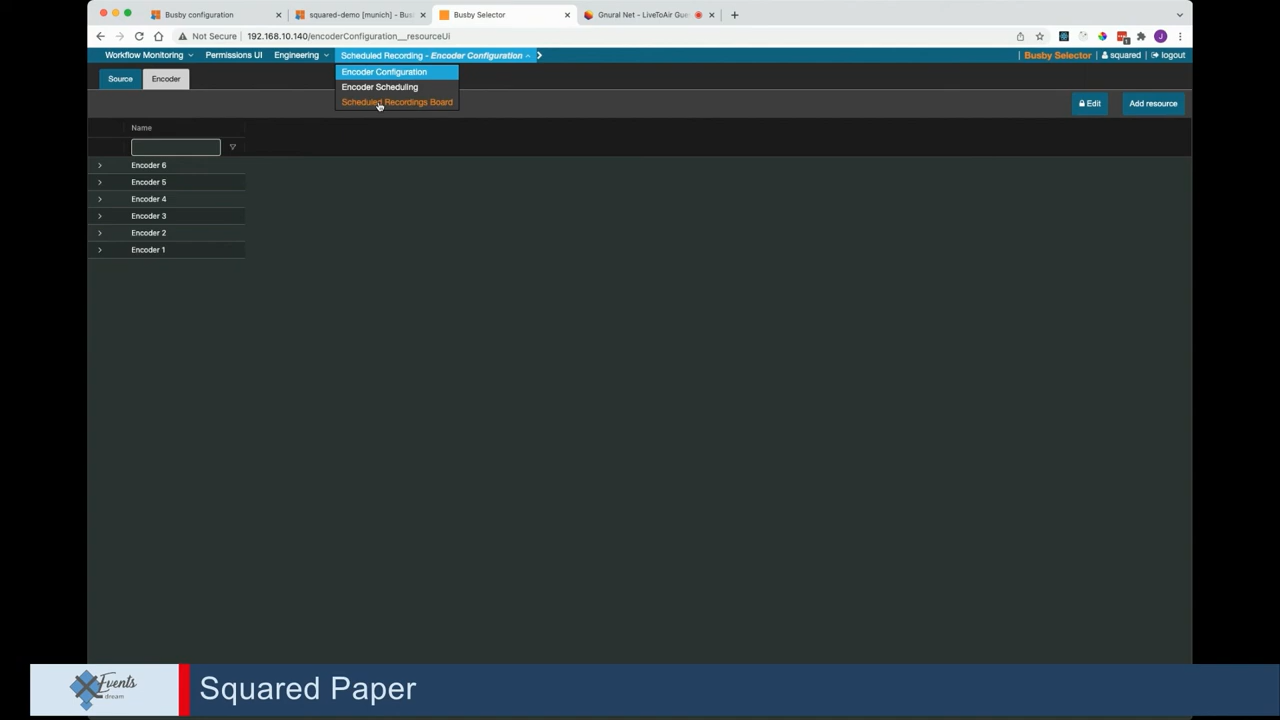 Busby configuration
squared-demo [munich] - Bus
Busby Selector
Gnural Net - LiveToAir Gue
Not Secure
192.168.10.140/encoderConfiguration__resourceUi
J
Workflow Monitoring
Permissions UI
Engineering
Scheduled Recording - Encoder Configuration
Busby Selector
squared
logout
Encoder Configuration
Encoder Scheduling
Scheduled Recordings Board
Source
Encoder
Edit
Add resource
Name
Encoder 6
Encoder 5
Encoder 4
Encoder 3
Encoder 2
Encoder 1
Events
dream
Squared Paper